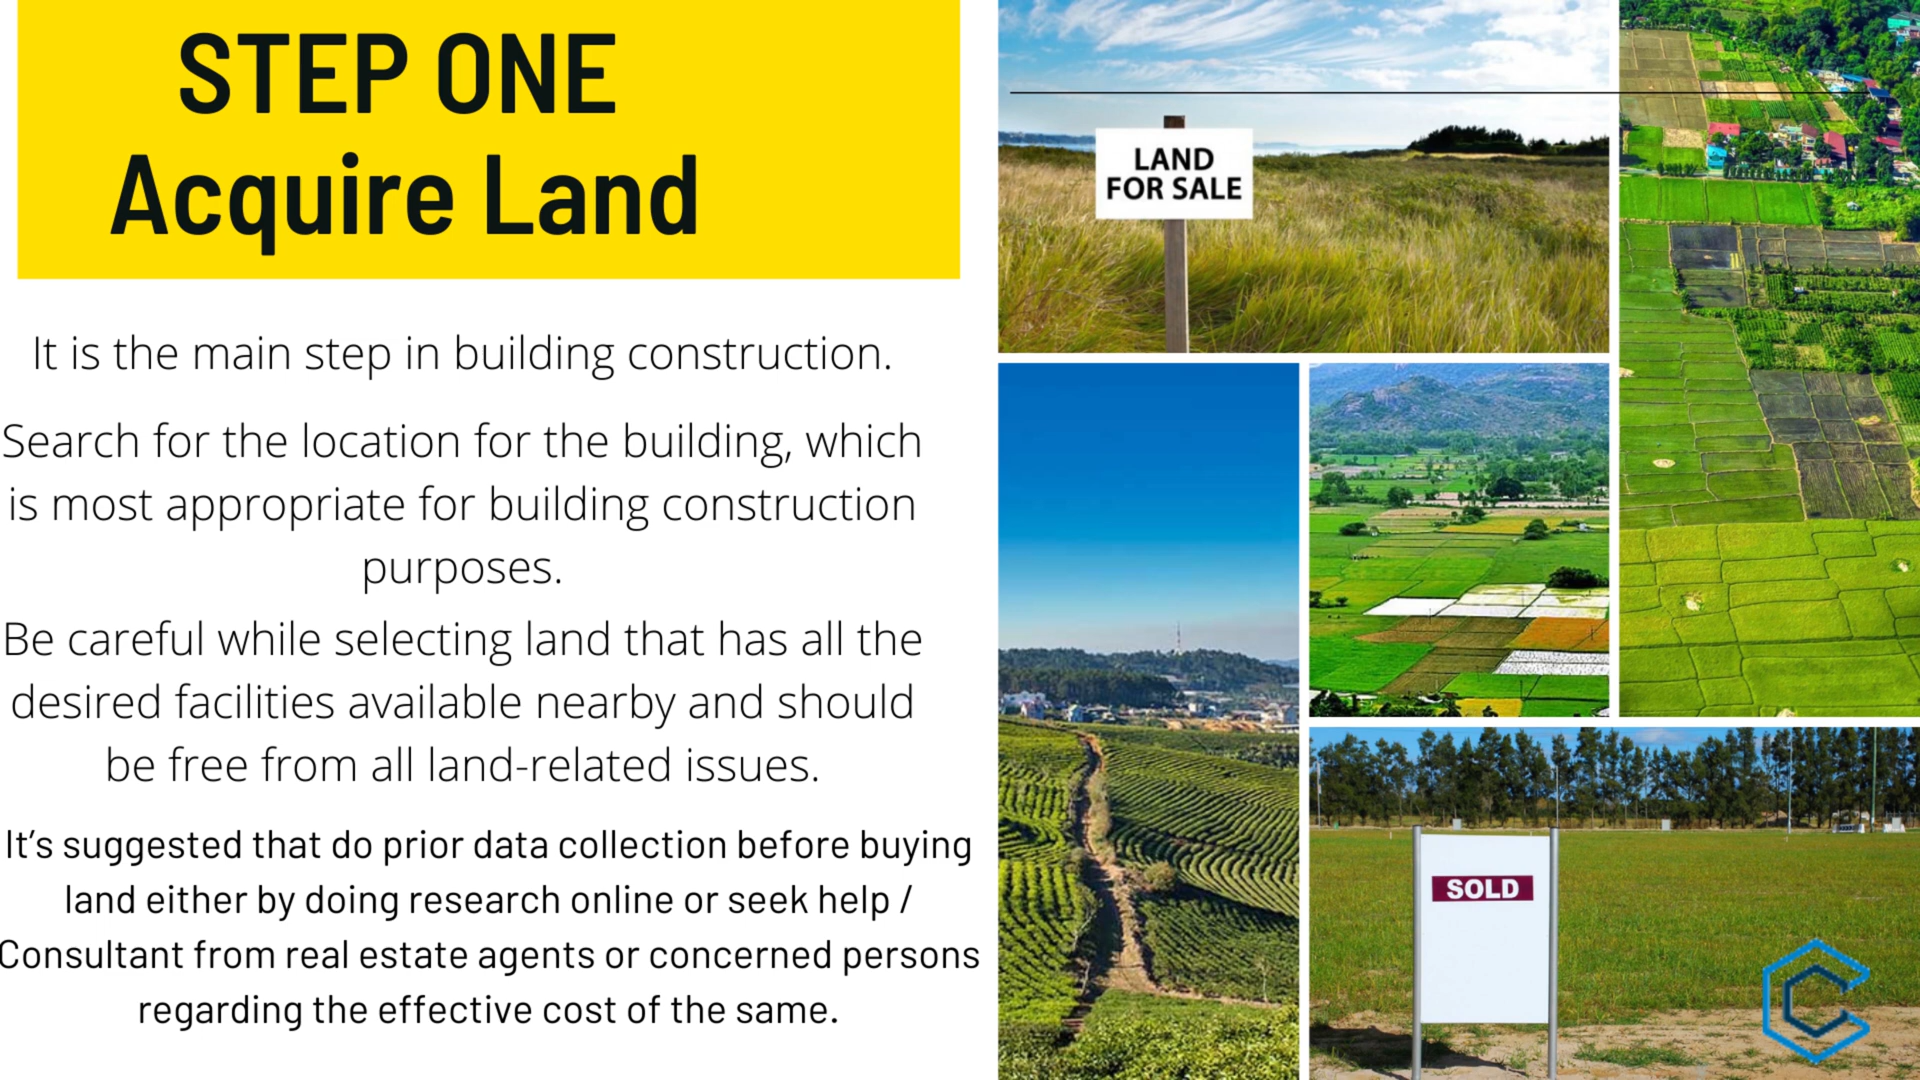 STEP ONE
Acquire Land
It is the main step in building construction.
Search for the location for the building, which
is most appropriate for building construction
purposes.
Be careful while selecting land that has all the
desired facilities available nearby and should
be free from all land-related issues.
It’s suggested that do prior data collection before buying
land either by doing research online or seek help /
Consultant from real estate agents or concerned persons
regarding the effective cost of the same.
LAND
FOR SALE
SOLD